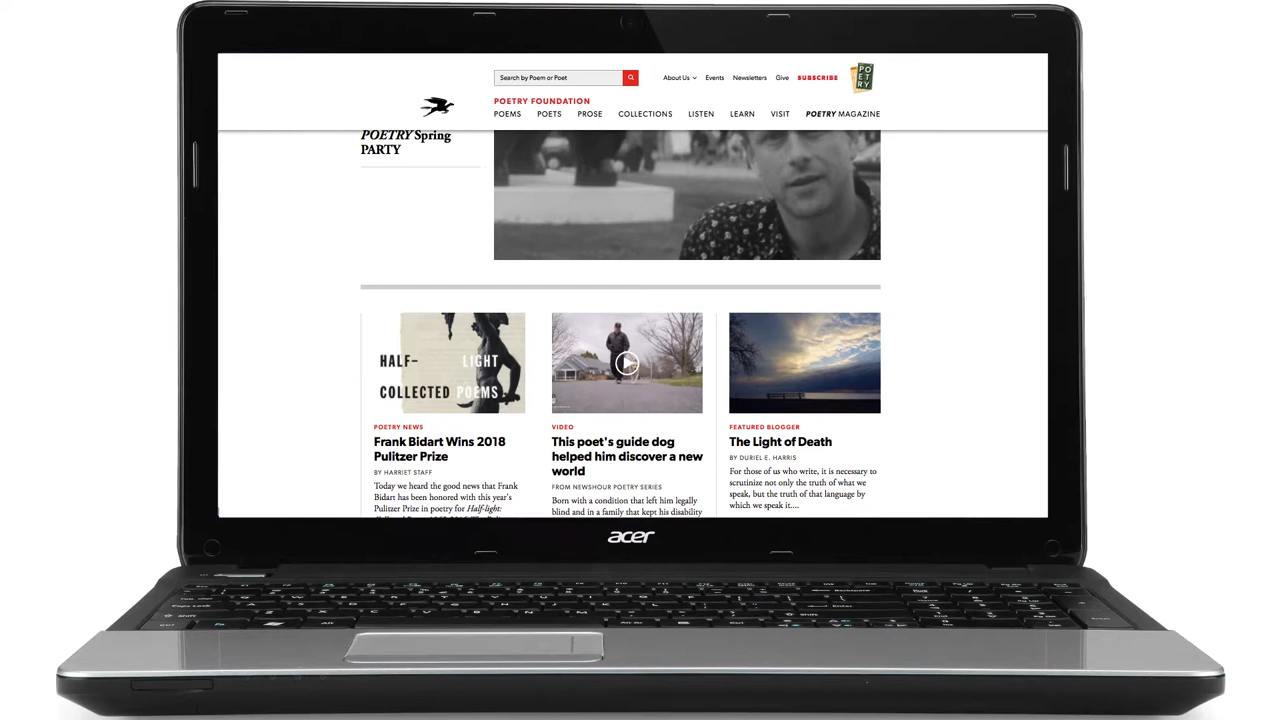 Search by Poem or Poet
About Us Events Newsletters Give SUBSCRIBE
POETRY
POETRY FOUNDATION
POEMS POETS PROSE COLLECTIONS LISTEN LEARN VISIT POETRY MAGAZINE
POETRY Spring
PARTY
HALF- LIGHT
COLLECTED POEMS
POETRY NEWS
Frank Bidart Wins 2018
Pulitzer Prize
BY HARRIET STAFF
Today we heard the good news that Frank
Bidart has been honored with this year's
Pulitzer Prize in poetry for Half-light:
VIDEO
This poet's guide dog
helped him discover a new
world
FROM NEWSHOUR POETRY SERIES
Born with a condition that left him legally
blind and in a family that kept his disability
FEATURED BLOGGER
The Light of Death
BY DURIEL E. HARRIS
For those of us who write, it is necessary to
scrutinize not only the truth of what we
speak, but the truth of that language by
which we speak it....
acer